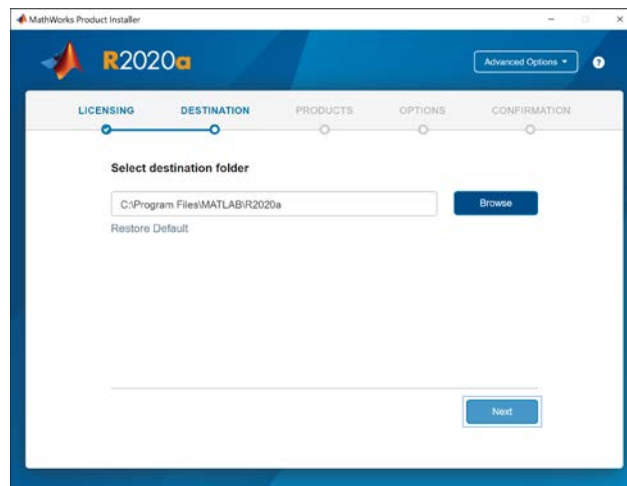 MathWorks Product Installer
R2020a
Advanced Options
?
LICENSING DESTINATION PRODUCTS OPTIONS CONFIRMATION
Select destination folder
C:\Program Files\MATLAB\R2020a
Browse
Restore Default
Next